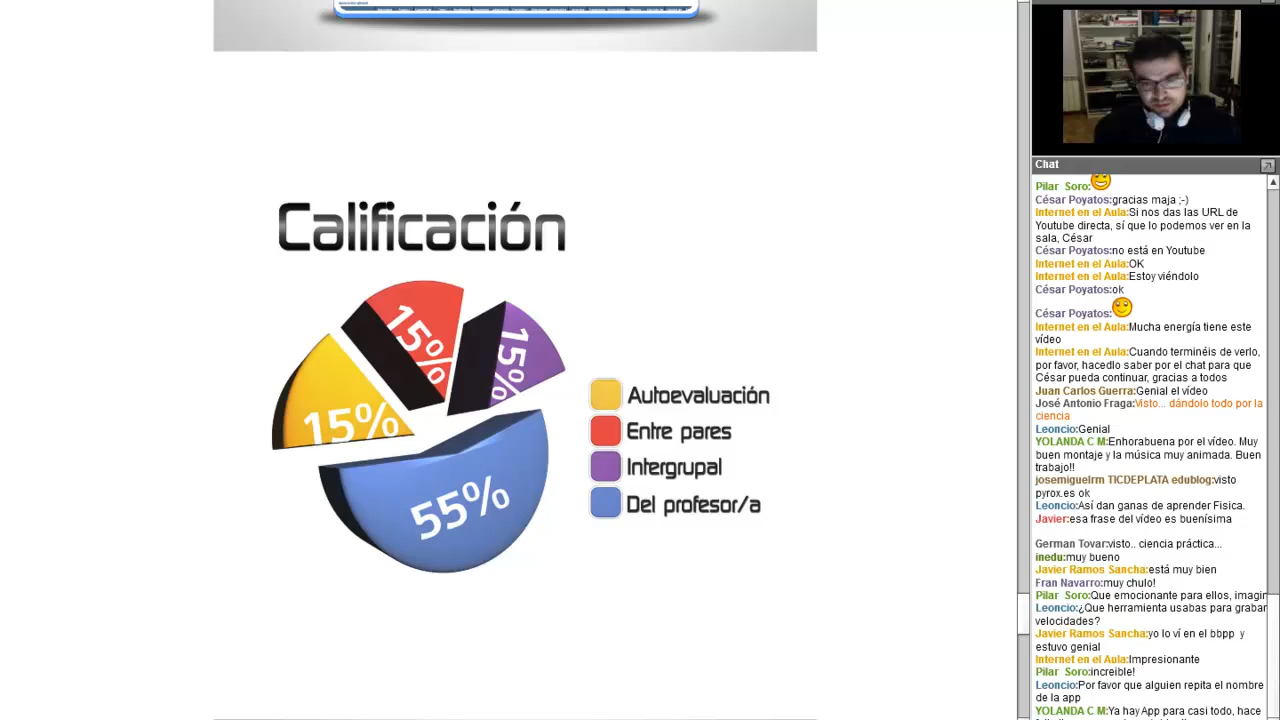 Calificación
15%
15%
15%
55%
Autoevaluación
Entre pares
Intergrupal
Del profesor/a
Chat
Pilar Soro:
César Poyatos:gracias maja ;-)
Internet en el Aula:Si nos das las URL de
Youtube directa, sí que lo podemos ver en la
sala, César
César Poyatos:no está en Youtube
Internet en el Aula:OK
Internet en el Aula:Estoy viéndolo
César Poyatos:ok
César Poyatos:
Internet en el Aula:Mucha energía tiene este
vídeo
Internet en el Aula:Cuando terminéis de verlo,
por favor, hacedlo saber por el chat para que
César pueda continuar, gracias a todos
Juan Carlos Guerra:Genial el vídeo
José Antonio Fraga:Visto... dándolo todo por la
ciencia
Leoncio:Genial
YOLANDA C M:Enhorabuena por el vídeo. Muy
buen montaje y la música muy animada. Buen
trabajo!!
josemiguelrm TICDEPLATA edublog:visto
pyrox.es ok
Leoncio:Así dan ganas de aprender Fisica.
Javier:esa frase del vídeo es buenísima
German Tovar:visto.. ciencia práctica...
inedu:muy bueno
Javier Ramos Sancha:está muy bien
Fran Navarro:muy chulo!
Pilar Soro:Que emocionante para ellos, imagin
Leoncio:¿Que herramienta usabas para grabar
velocidades?
Javier Ramos Sancha:yo lo ví en el bbpp y
estuvo genial
Internet en el Aula:Impresionante
Pilar Soro:increible!
Leoncio:Por favor que alguien repita el nombre
de la app
YOLANDA C M:Ya hay App para casi todo, hace